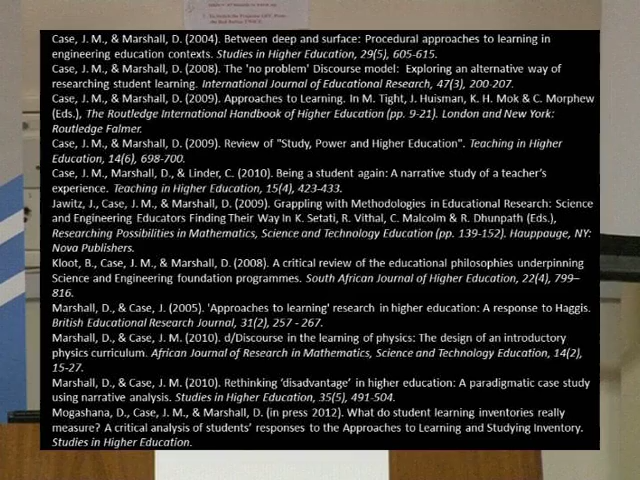 Case, J. M., & Marshall, D. (2004). Between deep and surface: Procedural approaches to learning in
engineering education contexts. Studies in Higher Education, 29(5), 605-615.
Case, J. M., & Marshall, D. (2008). The 'no problem' Discourse model:  Exploring an alternative way of
researching student learning. International Journal of Educational Research, 47(3), 200-207.
Case, J. M., & Marshall, D. (2009). Approaches to Learning. In M. Tight, J. Huisman, K. H. Mok & C. Morphew
(Eds.), The Routledge International Handbook of Higher Education (pp. 9-21). London and New York:
Routledge Falmer.
Case, J. M., & Marshall, D. (2009). Review of "Study, Power and Higher Education". Teaching in Higher
Education, 14(6), 698-700.
Case, J. M., Marshall, D., & Linder, C. (2010). Being a student again: A narrative study of a teacher's
experience. Teaching in Higher Education, 15(4), 423-433.
Jawitz, J., Case, J. M., & Marshall, D. (2009). Grappling with Methodologies in Educational Research: Science
and Engineering Educators Finding Their Way In K. Setati, R. Vithal, C. Malcolm & R. Dhunpath (Eds.),
Researching Possibilities in Mathematics, Science and Technology Education (pp. 139-152). Hauppauge, NY:
Nova Publishers.
Kloot, B., Case, J. M., & Marshall, D. (2008). A critical review of the educational philosophies underpinning
Science and Engineering foundation programmes. South African Journal of Higher Education, 22(4), 799–
816.
Marshall, D., & Case, J. (2005). 'Approaches to learning' research in higher education: A response to Haggis.
British Educational Research Journal, 31(2), 257 - 267.
Marshall, D., & Case, J. M. (2010). d/Discourse in the learning of physics: The design of an introductory
physics curriculum. African Journal of Research in Mathematics, Science and Technology Education, 14(2),
15-27.
Marshall, D., & Case, J. M. (2010). Rethinking 'disadvantage' in higher education: A paradigmatic case study
using narrative analysis. Studies in Higher Education, 35(5), 491-504.
Mogashana, D., Case, J. M., & Marshall, D. (in press 2012). What do student learning inventories really
measure? A critical analysis of students' responses to the Approaches to Learning and Studying Inventory.
Studies in Higher Education.